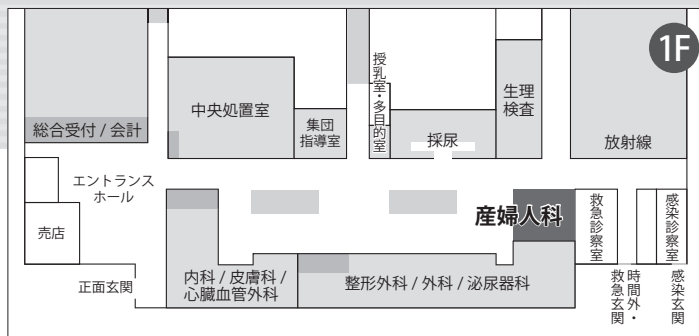 1F
総合受付 / 会計
中央処置室
集団
指導室
授乳室・多目的室
採尿
生理
検査
放射線
エントランス
ホール
売店
正面玄関
内科 / 皮膚科 /
心臓血管外科
整形外科 / 外科 / 泌尿器科
産婦人科
救急診察室
感染診察室
時間外・
救急玄関
感染玄関